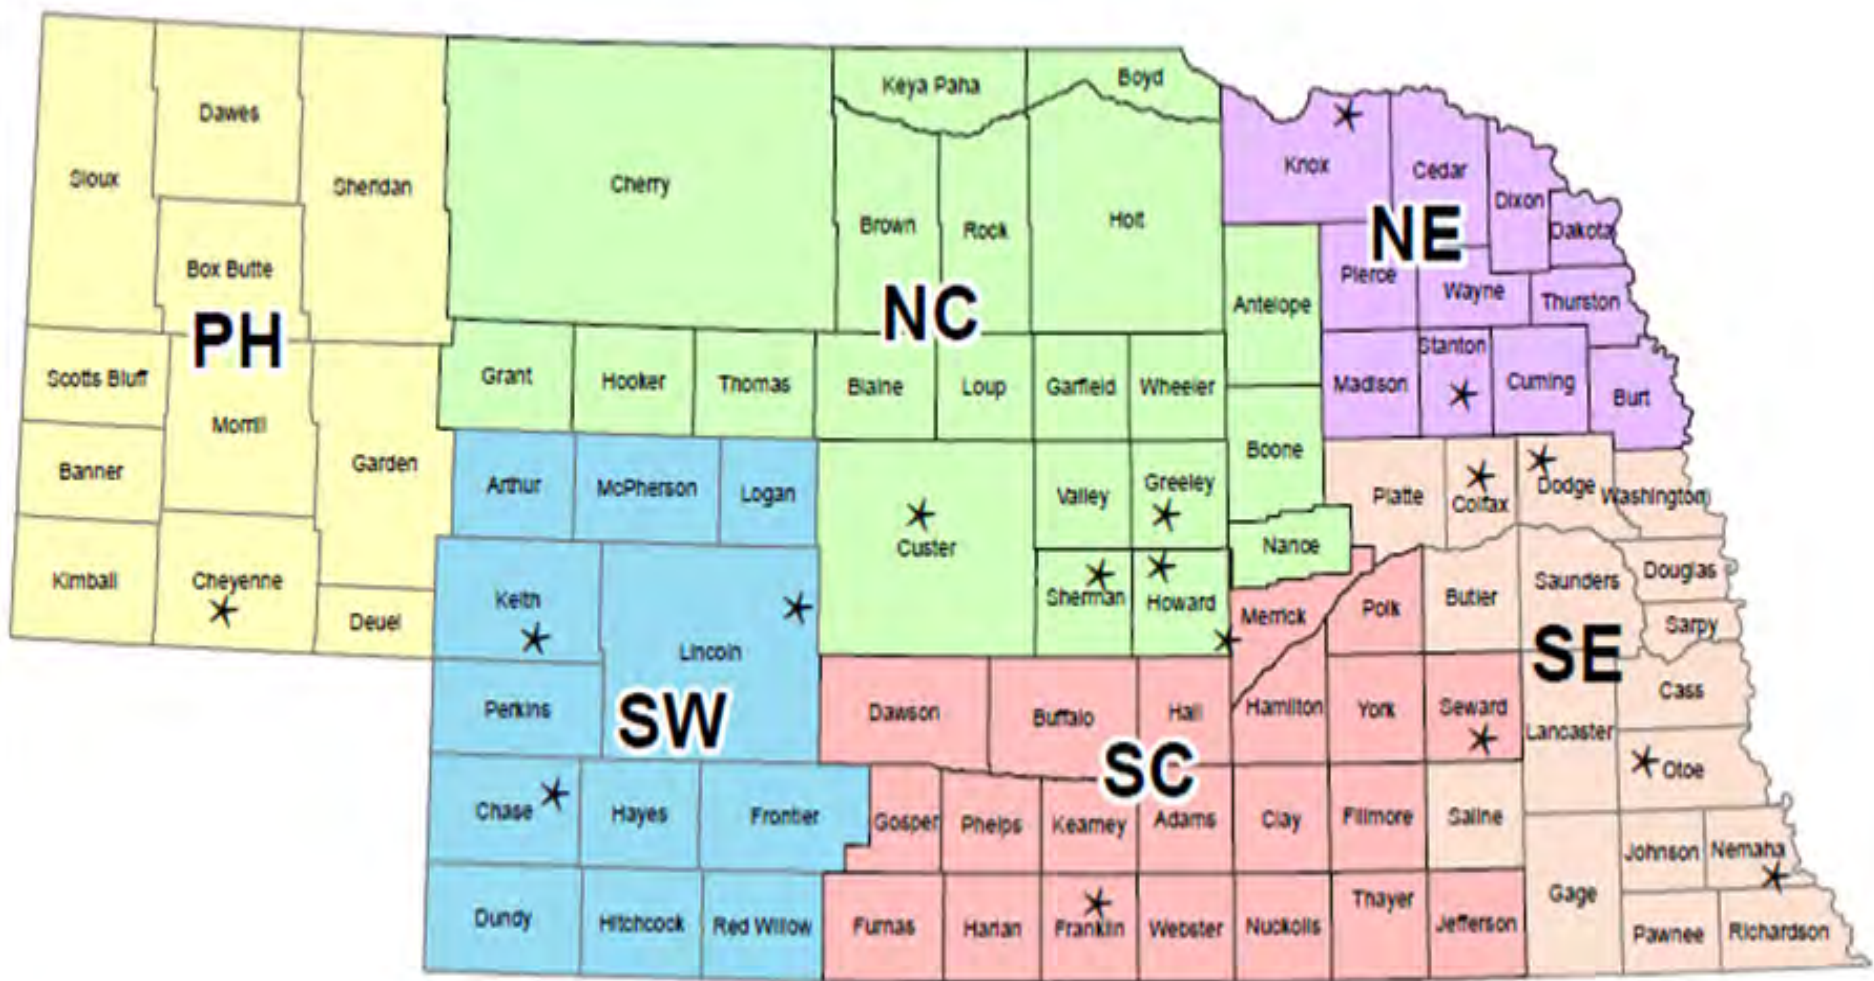 Keya Paha
Boyd
Dawes
Sioux
Sheridan
Cherry
Knox
Cedar
Dixon
Dakota
Brown
Rock
Holt
NE
Box Butte
Pierce
Wayne
Thurston
PH
NC
Antelope
Scotts Bluff
Grant
Hooker
Thomas
Blaine
Loup
Garfield
Wheeler
Madison
Stanton
Cuming
Burt
Morrill
Banner
Garden
Arthur
McPherson
Logan
Custer
Valley
Greeley
Boone
Platte
Colfax
Dodge
Washington
Nance
Kimball
Cheyenne
Deuel
Keith
Lincoln
Sherman
Howard
Merrick
Polk
Butler
Saunders
Douglas
Sarpy
SE
Perkins
SW
Dawson
Buffalo
Hall
Hamilton
York
Seward
Lancaster
Cass
SC
Otoe
Chase
Hayes
Frontier
Gosper
Phelps
Kearney
Adams
Clay
Fillmore
Saline
Johnson
Nemaha
Gage
Dundy
Hitchcock
Red Willow
Furnas
Harlan
Franklin
Webster
Nuckolls
Thayer
Jefferson
Pawnee
Richardson